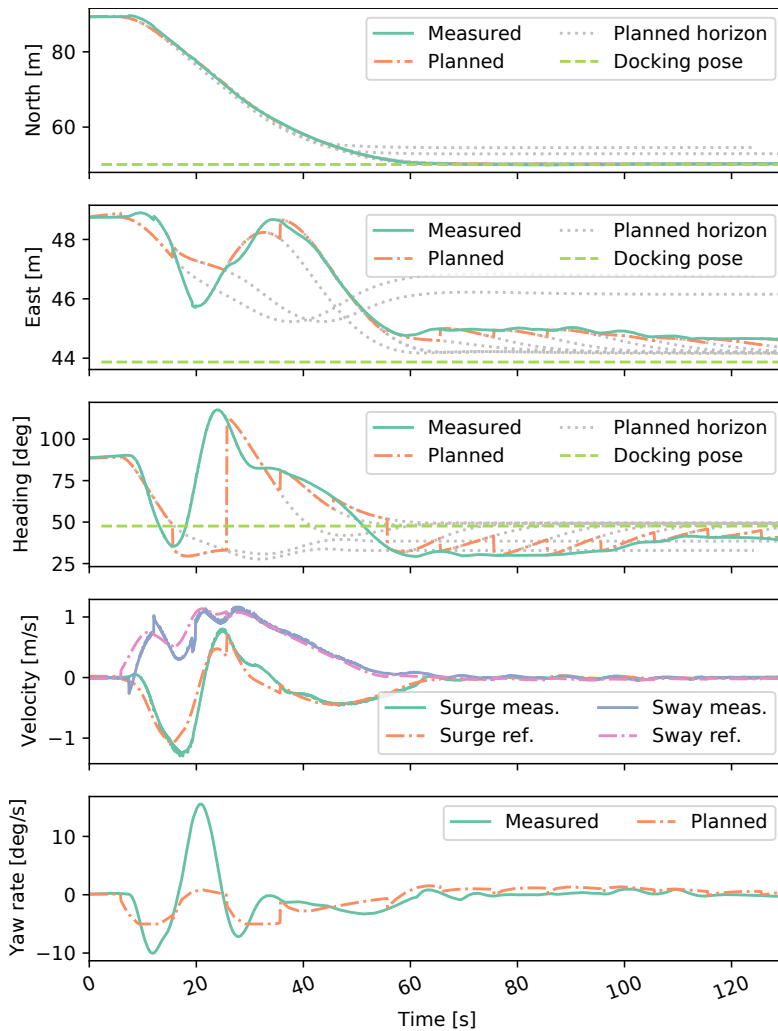 North [m]
80
60
Measured
Planned
Planned horizon
Docking pose
East [m]
48
46
44
Measured
Planned
Planned horizon
Docking pose
Heading [deg]
100
75
50
25
Measured
Planned
Planned horizon
Docking pose
Velocity [m/s]
1
0
−1
Surge meas.
Surge ref.
Sway meas.
Sway ref.
Yaw rate [deg/s]
10
0
−10
Measured
Planned
0 20 40 60 80 100 120
Time [s]